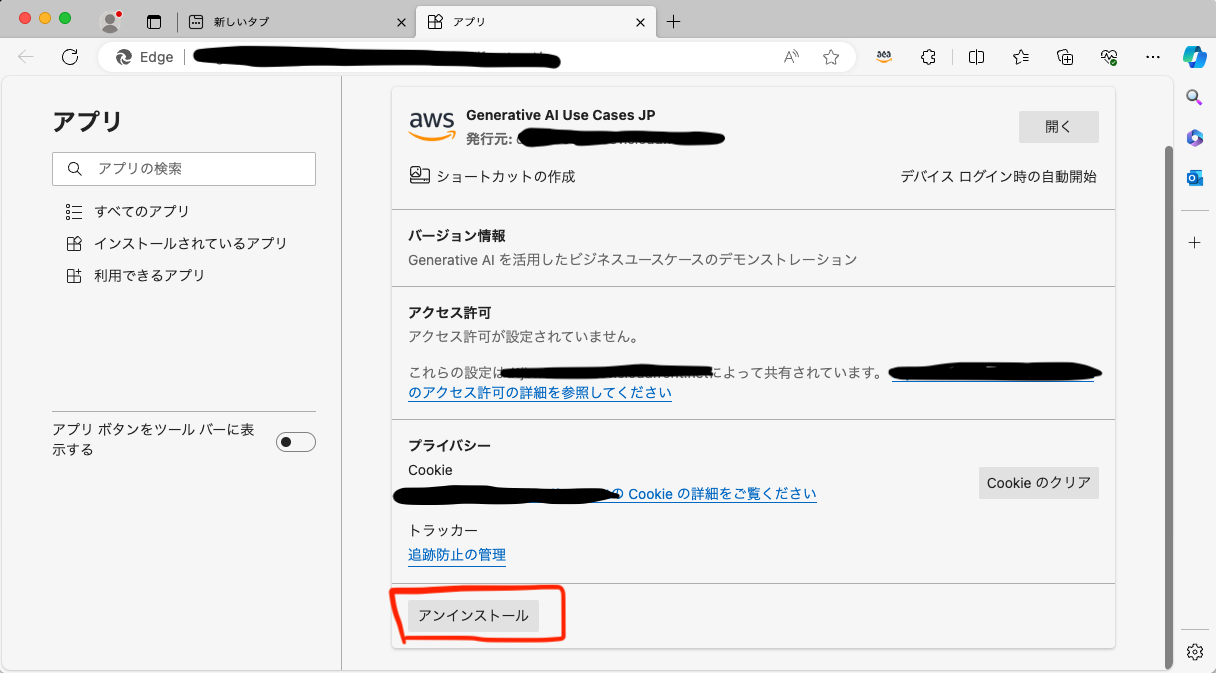 新しいタブ
アプリ
Edge
アプリ
アプリの検索
すべてのアプリ
インストールされているアプリ
利用できるアプリ
アプリ ボタンをツール バーに表
示する
aws
Generative AI Use Cases JP
発行元:
開く
ショートカットの作成
デバイス ログイン時の自動開始
バージョン情報
Generative AI を活用したビジネスユースケースのデモンストレーション
アクセス許可
アクセス許可が設定されていません。
これらの設定は によって共有されています。
のアクセス許可の詳細を参照してください
プライバシー
Cookie
の Cookie の詳細をご覧ください
Cookie のクリア
トラッカー
追跡防止の管理
アンインストール